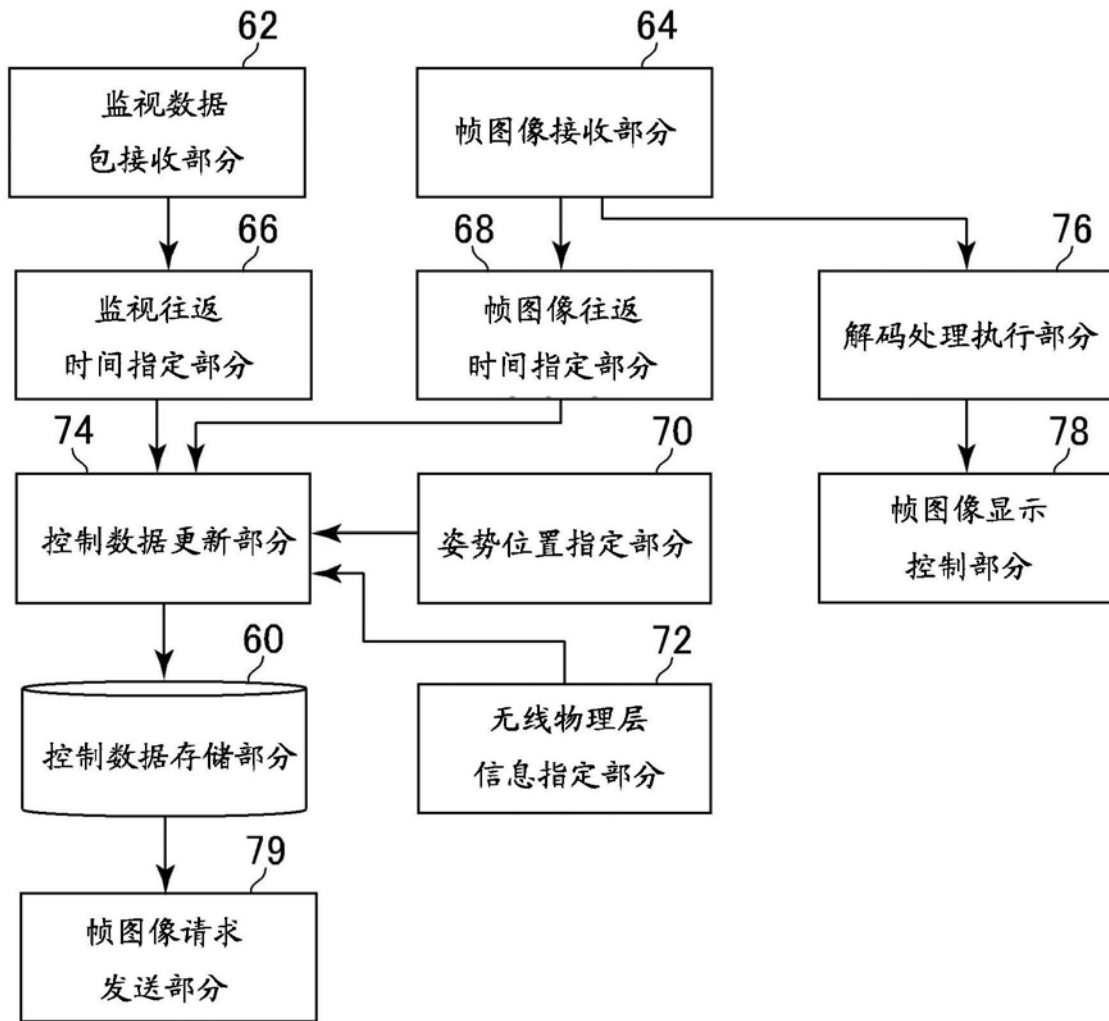 62
监视数据
包接收部分
64
帧图像接收部分
66
监视往返
时间指定部分
68
帧图像往返
时间指定部分
76
解码处理执行部分
74
控制数据更新部分
70
姿势位置指定部分
78
帧图像显示
控制部分
60
控制数据存储部分
72
无线物理层
信息指定部分
79
帧图像请求
发送部分